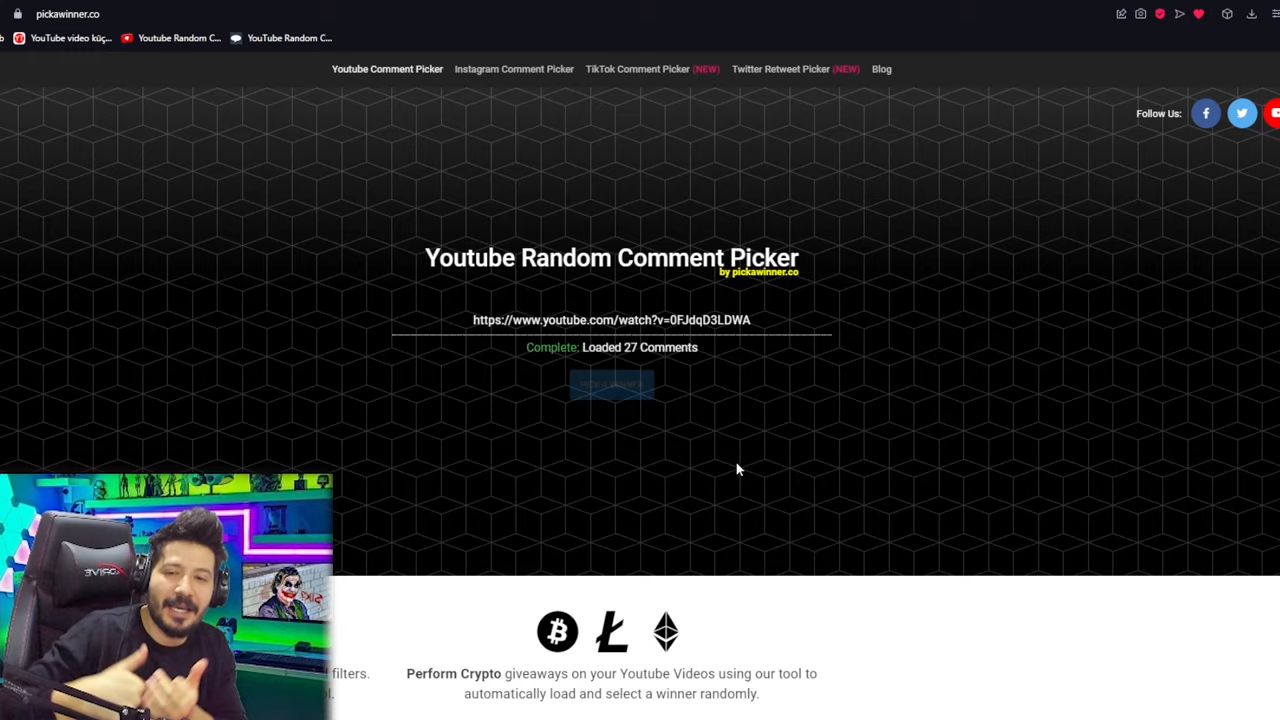 pickawinner.co
YouTube video küç...
Youtube Random C...
YouTube Random C...
Youtube Comment Picker
Instagram Comment Picker
TikTok Comment Picker (NEW)
Twitter Retweet Picker (NEW)
Blog
Follow Us:
Youtube Random Comment Picker
by pickawinner.co
https://www.youtube.com/watch?v=0FJdqD3LDWA
Complete: Loaded 27 Comments
PICK A WINNER
filters.
Perform Crypto giveaways on your Youtube Videos using our tool to
automatically load and select a winner randomly.